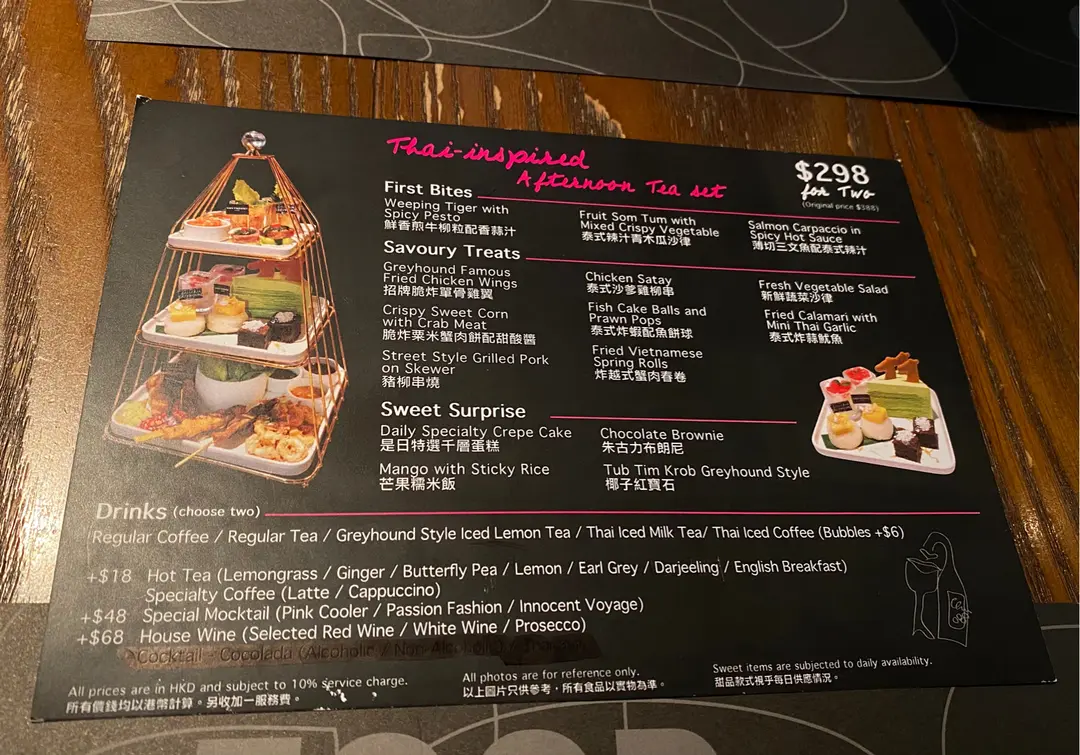 Thai-inspired
Afternoon Tea set
$298
for Two
(Original price $388)
First Bites
Weeping Tiger with
Spicy Pesto
鮮香煎牛柳粒配香蒜汁
Fruit Som Tum with
Mixed Crispy Vegetable
泰式辣汁青木瓜沙律
Salmon Carpaccio in
Spicy Hot Sauce
薄切三文魚配泰式辣汁
Savoury Treats
Greyhound Famous
Fried Chicken Wings
招牌脆炸單骨雞翼
Chicken Satay
泰式沙爹雞柳串
Fresh Vegetable Salad
新鮮蔬菜沙律
Crispy Sweet Corn
with Crab Meat
脆炸粟米蟹肉餅配甜酸醬
Fish Cake Balls and
Prawn Pops
泰式炸蝦配魚餅球
Fried Calamari with
Mini Thai Garlic
泰式炸蒜魷魚
Street Style Grilled Pork
on Skewer
豬柳串燒
Fried Vietnamese
Spring Rolls
炸越式蟹肉春卷
Sweet Surprise
Daily Specialty Crepe Cake
是日特選千層蛋糕
Chocolate Brownie
朱古力布朗尼
Mango with Sticky Rice
芒果糯米飯
Tub Tim Krob Greyhound Style
椰子紅寶石
Drinks (choose two)
Regular Coffee / Regular Tea / Greyhound Style Iced Lemon Tea / Thai Iced Milk Tea/ Thai Iced Coffee (Bubbles +$6)
+$18 Hot Tea (Lemongrass / Ginger / Butterfly Pea / Lemon / Earl Grey / Darjeeling / English Breakfast)
Specialty Coffee (Latte / Cappuccino)
+$48 Special Mocktail (Pink Cooler / Passion Fashion / Innocent Voyage)
+$68 House Wine (Selected Red Wine / White Wine / Prosecco)
Cocktail - Cocolada (Alcoholic / Non-Alcoholic) /
All prices are in HKD and subject to 10% service charge.
所有價錢均以港幣計算。另收加一服務費。
All photos are for reference only.
以上圖片只供參考，所有食品以實物為準。
Sweet items are subjected to daily availability.
甜品款式視乎每日供應情況。